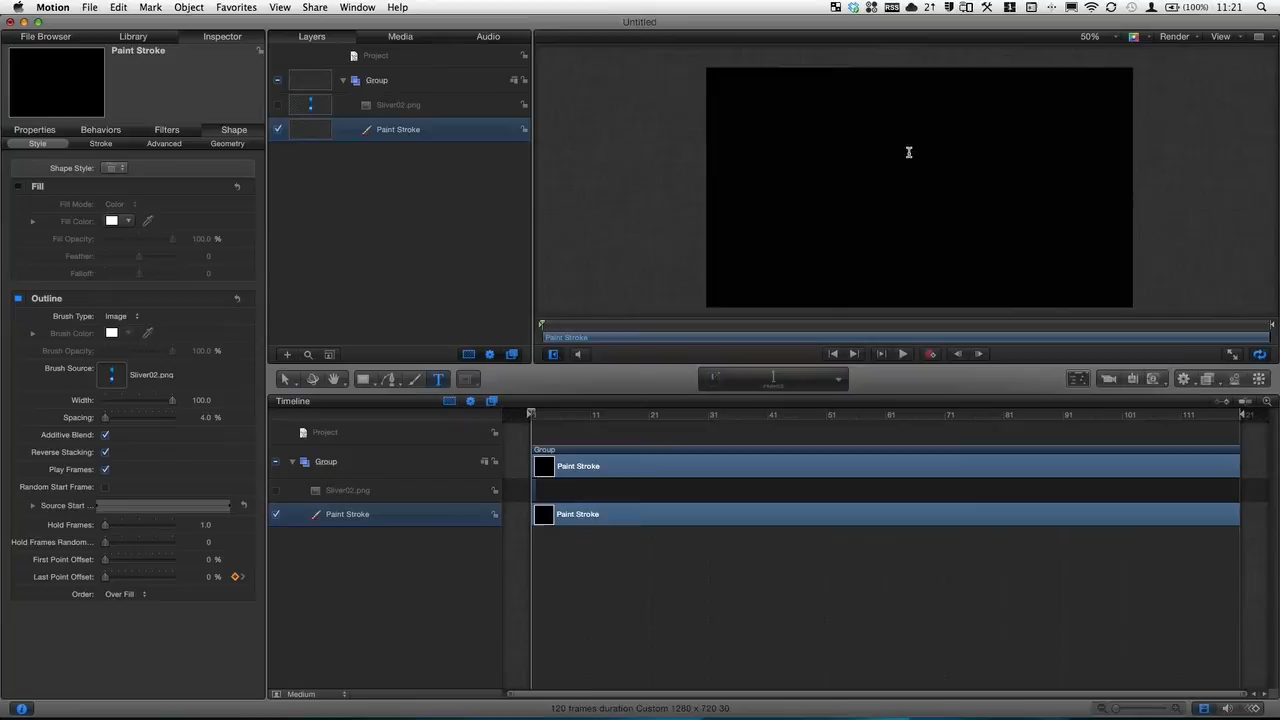 Motion File Edit Mark Object Favorites View Share Window Help
(100%) 11:21
Untitled
File Browser Library Inspector
Layers Media Audio
50% Render View
Paint Stroke
Project
Group
Sliver02.png
Paint Stroke
Properties Behaviors Filters Shape
Style Stroke Advanced Geometry
Shape Style:
Fill
Fill Mode: Color
Fill Color:
Fill Opacity: 100.0 %
Feather: 0
Falloff: 0
Outline
Brush Type: Image
Brush Color:
Brush Opacity: 100.0 %
Brush Source: Sliver02.png
Width: 100.0
Spacing: 4.0 %
Additive Blend:
Reverse Stacking:
Play Frames:
Random Start Frame:
Source Start ...
Hold Frames: 1.0
Hold Frames Random... 0
First Point Offset: 0 %
Last Point Offset: 0 %
Order: Over Fill
Paint Stroke
T 1
Timeline
1 11 21 31 41 51 61 71 81 91 101 111 121
Project
Group
Group
Paint Stroke
Sliver02.png
Paint Stroke
Paint Stroke
Medium
120 frames duration Custom 1280 x 720 30